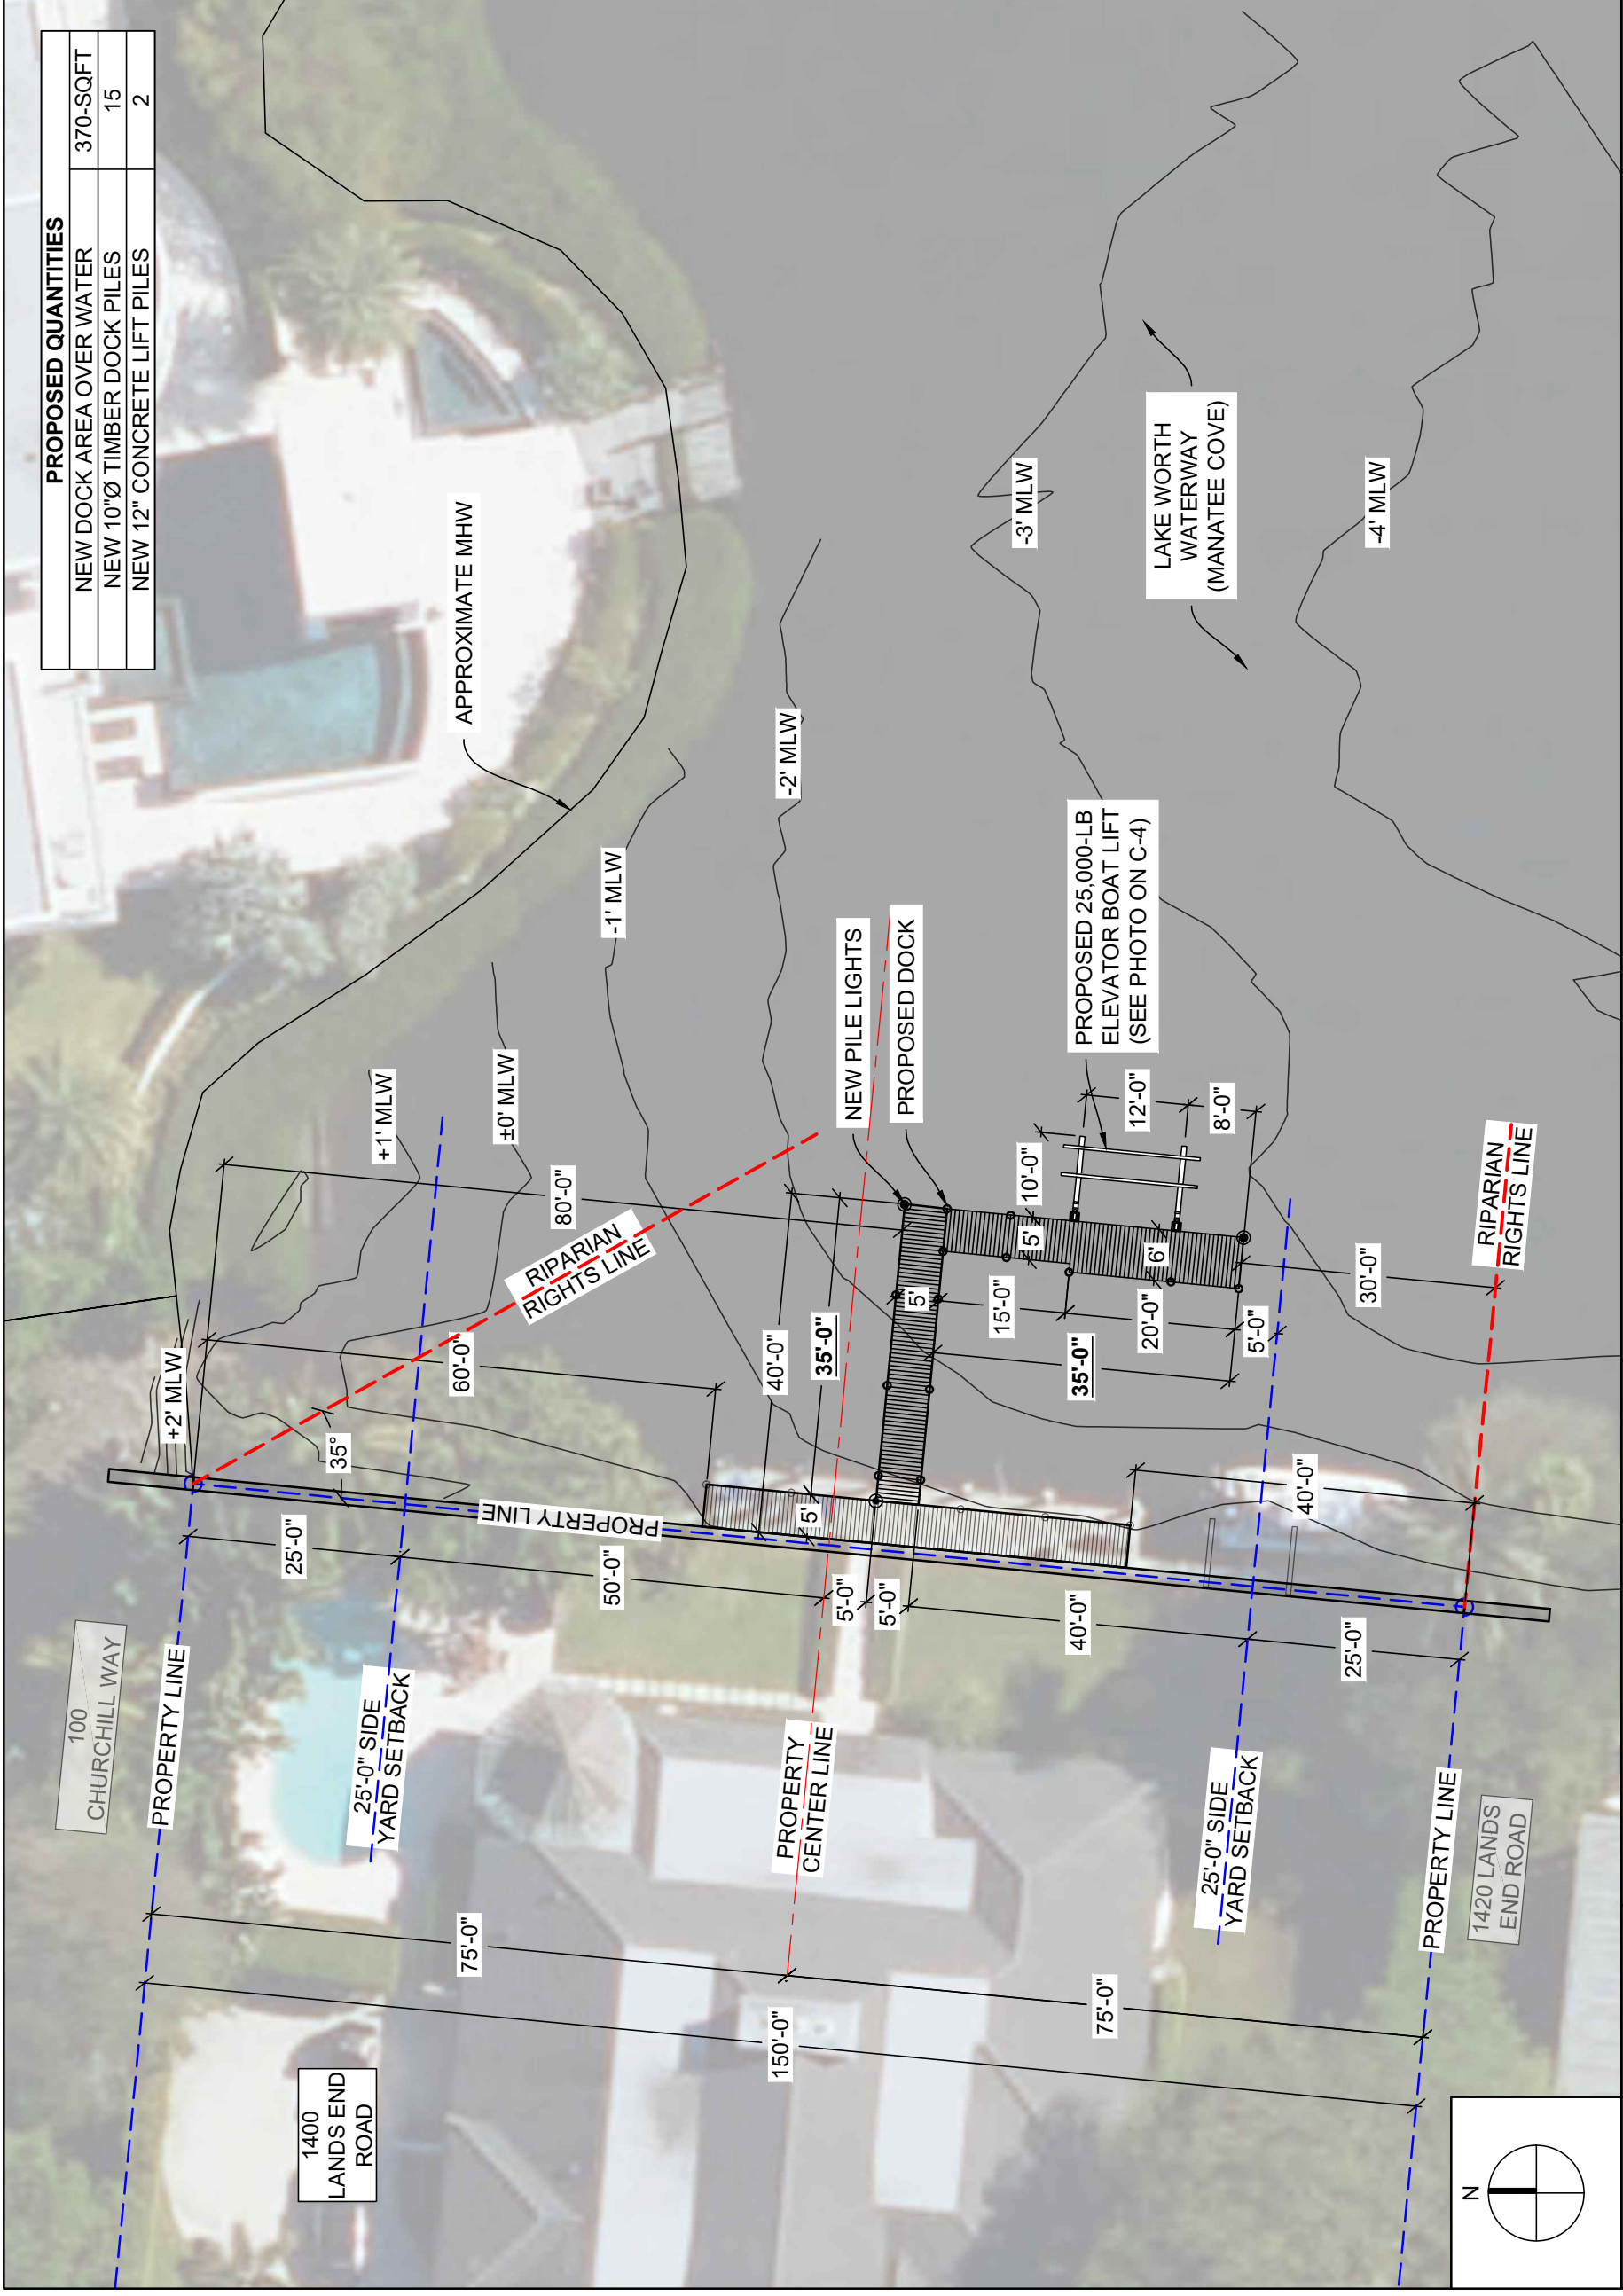 PROPOSED QUANTITIES
NEW DOCK AREA OVER WATER 370-SQFT
NEW 10"Ø TIMBER DOCK PILES 15
NEW 12" CONCRETE LIFT PILES 2
100
CHURCHILL WAY
PROPERTY LINE
25'-0" SIDE
YARD SETBACK
1400
LANDS END
ROAD
75'-0"
150'-0"
75'-0"
PROPERTY
CENTER LINE
25'-0" SIDE
YARD SETBACK
PROPERTY LINE
1420 LANDS
END ROAD
N
25'-0"
50'-0"
5'-0"
5'-0"
40'-0"
25'-0"
PROPERTY LINE
+2' MLW
35°
60'-0"
RIPARIAN
RIGHTS LINE
80'-0"
+1' MLW
±0' MLW
-1' MLW
-2' MLW
APPROXIMATE MHW
40'-0"
35'-0"
5'
5'
NEW PILE LIGHTS
PROPOSED DOCK
15'-0"
20'-0"
35'-0"
5'
6'
10'-0"
12'-0"
8'-0"
5'-0"
30'-0"
40'-0"
PROPOSED 25,000-LB
ELEVATOR BOAT LIFT
(SEE PHOTO ON C-4)
RIPARIAN
RIGHTS LINE
-3' MLW
LAKE WORTH
WATERWAY
(MANATEE COVE)
-4' MLW